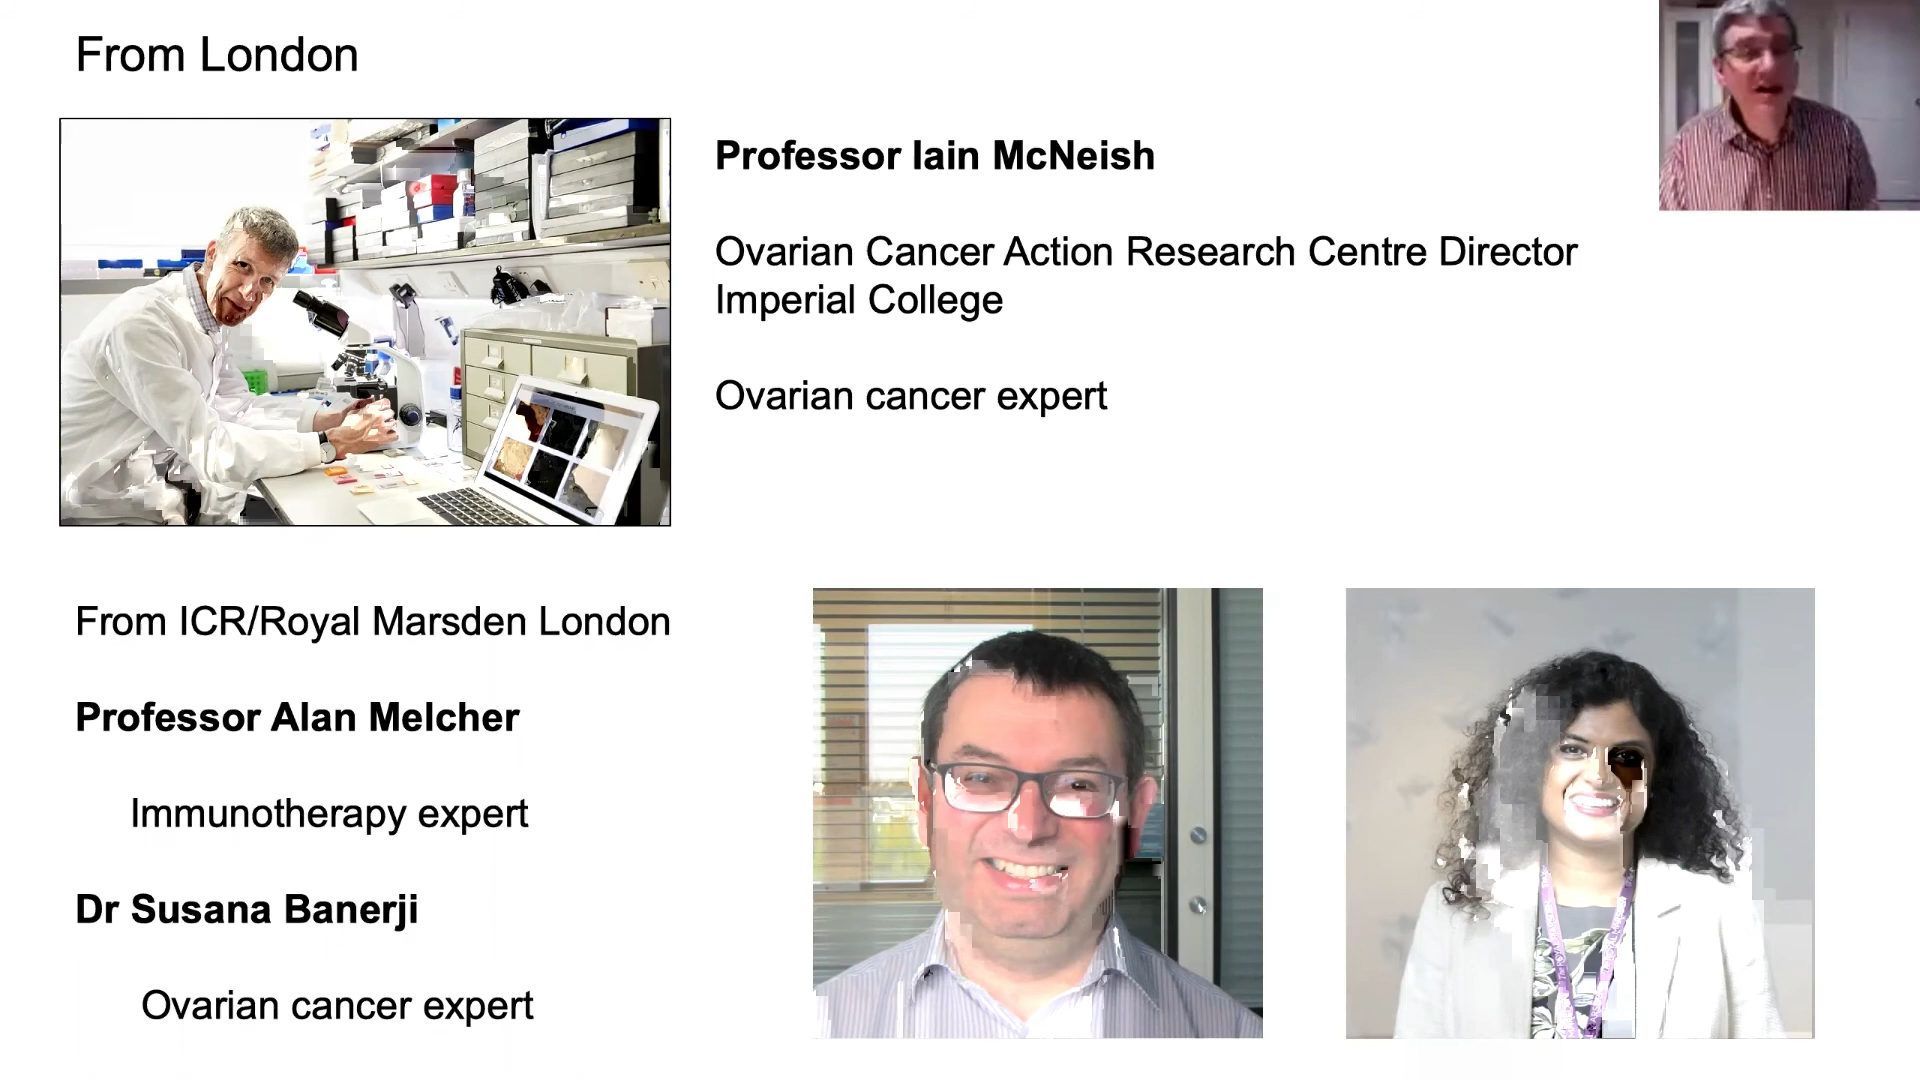 From London
Professor Iain McNeish
Ovarian Cancer Action Research Centre Director
Imperial College
Ovarian cancer expert
From ICR/Royal Marsden London
Professor Alan Melcher
Immunotherapy expert
Dr Susana Banerji
Ovarian cancer expert